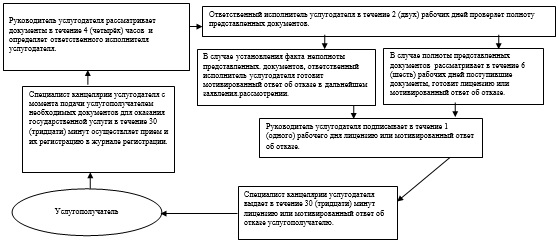 Руководитель услугодателя рассматривает
документы в течение 4 (четырёх) часов и
определяет ответственного исполнителя
услугодателя.
Ответственный исполнитель услугодателя в течение 2 (двух) рабочих дней проверяет полноту
представленных документов.
В случае установления факта неполноты
представленных. документов, ответственный
исполнитель услугодателя готовит
мотивированный ответ об отказе в дальнейшем
заявления рассмотрении.
В случае полноты представленных
документов рассматривает в течение 6
(шесть) рабочих дней поступившие
документы, готовит лицензию или
мотивированный ответ об отказе.
Специалист канцелярии услугодателя с
момента подачи услугополучателем
необходимых документов для оказания
государственной услуги в течение 30
(тридцати) минут осуществляет прием и
их регистрацию в журнале регистрации.
Руководитель услугодателя подписывает в течение 1
(одного) рабочего дня лицензию или мотивированный ответ
об отказе.
Специалист канцелярии услугодателя
выдает в течение 30 (тридцати) минут
лицензию или мотивированный ответ об
отказе услугополучателю.
Услугополучатель